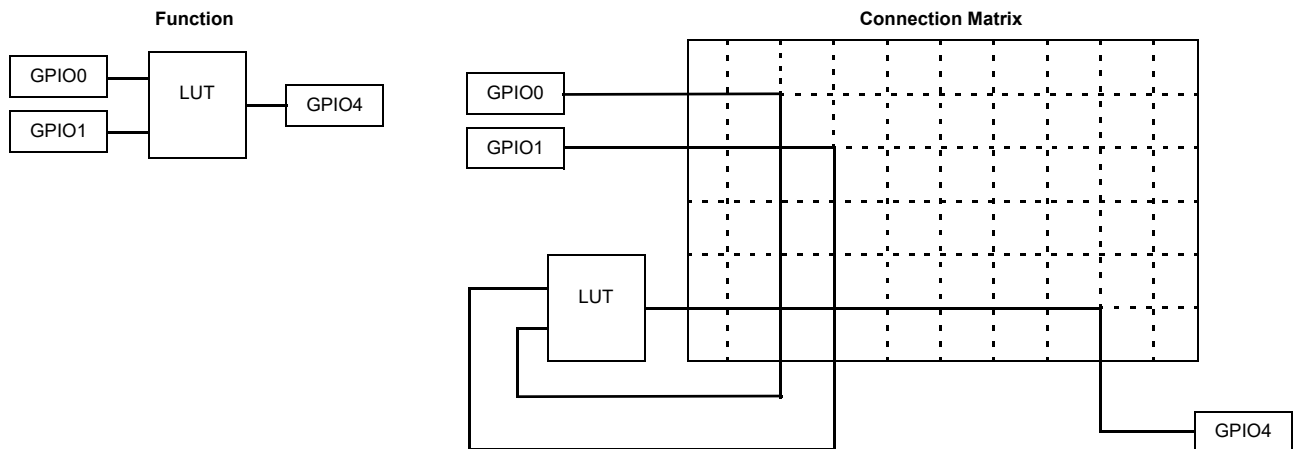 Function
GPIO0
GPIO1
LUT
GPIO4
Connection Matrix
GPIO0
GPIO1
LUT
GPIO4